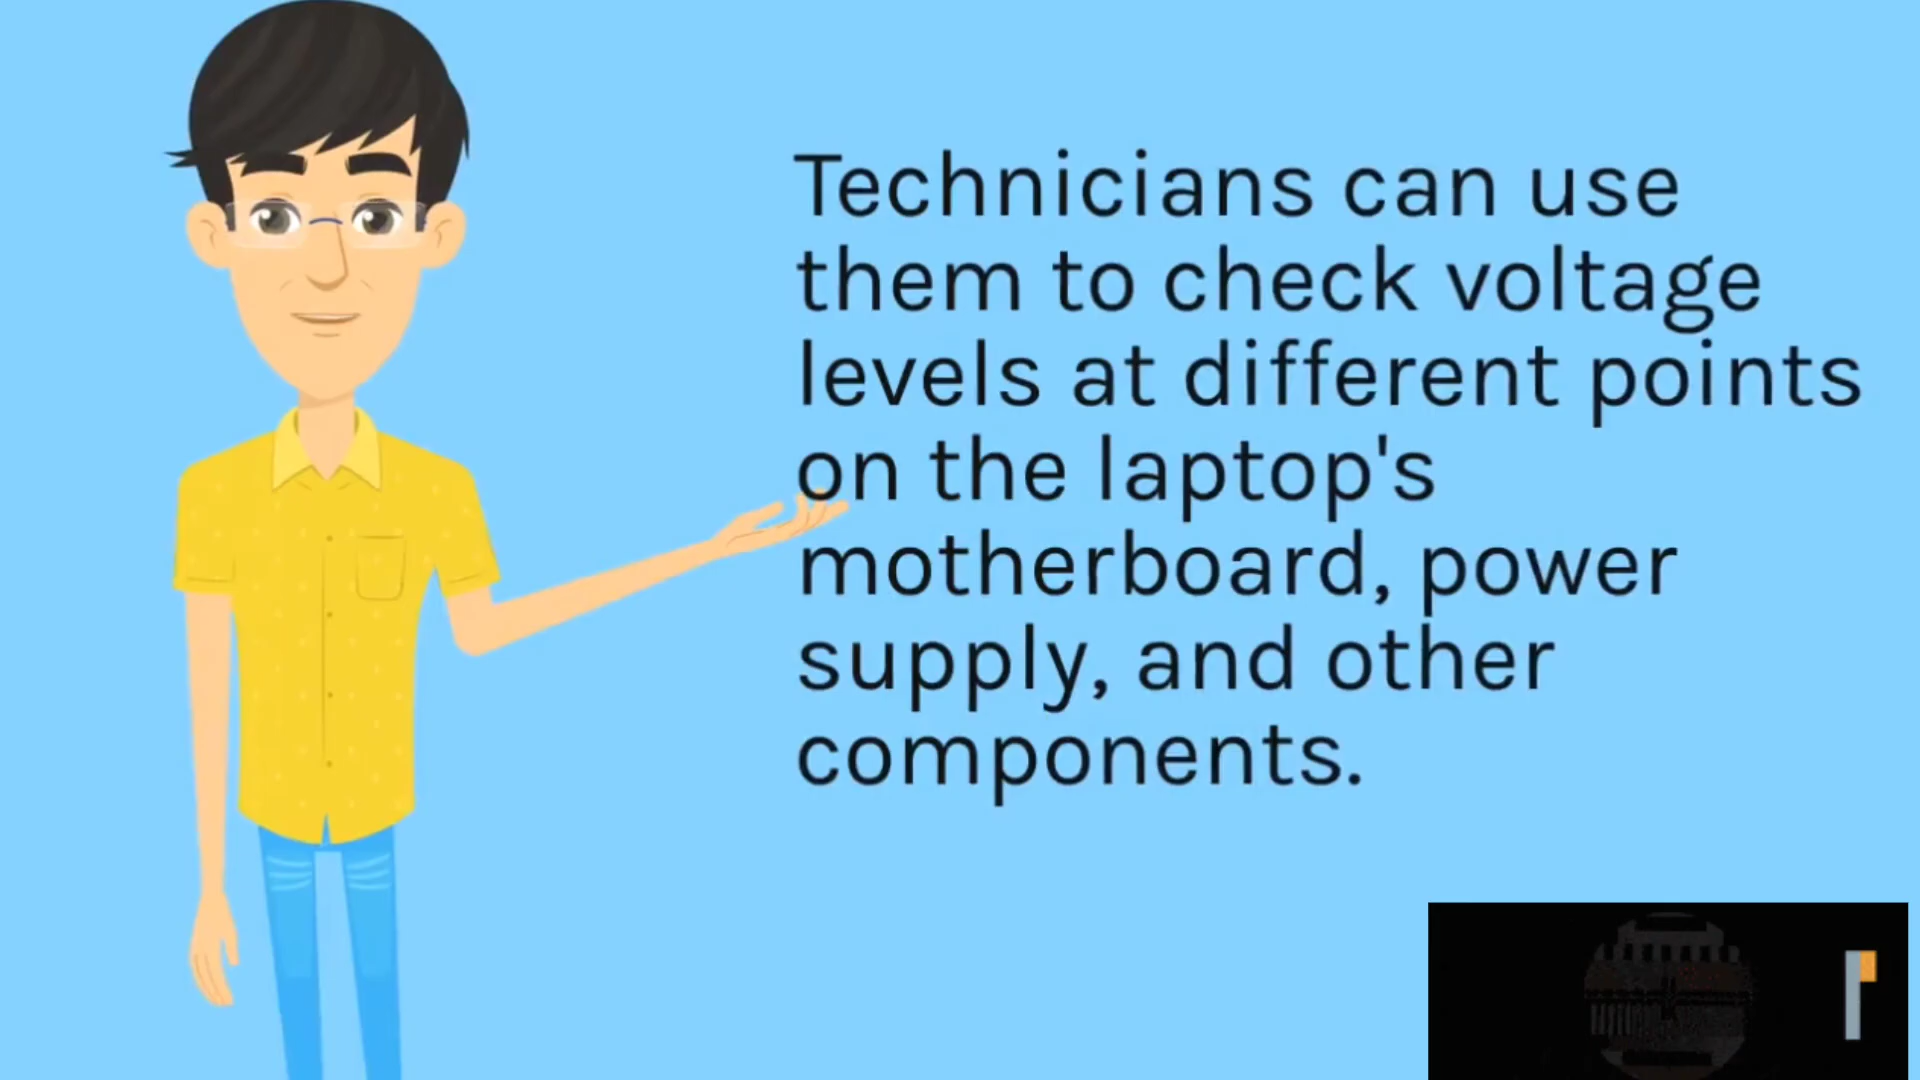 Technicians can use
them to check voltage
levels at different points
on the laptop's
motherboard, power
supply, and other
components.